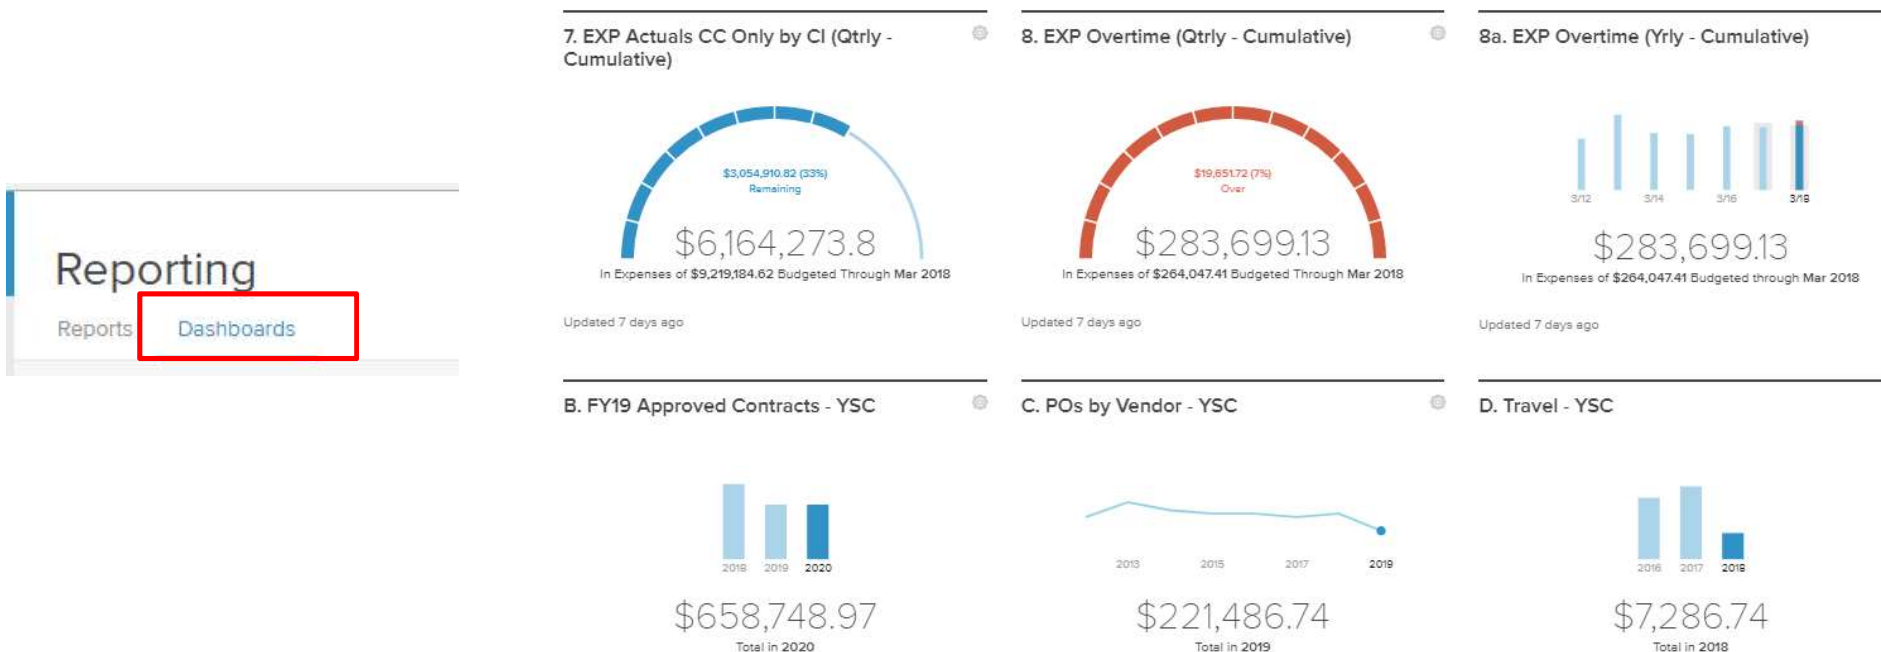 Reporting
Reports Dashboards
7. EXP Actuals CC Only by CI (Qtrly -
Cumulative)
$3,054,910.82 (33%)
Remaining
$6,164,273.8
In Expenses of $9,219,184.62 Budgeted Through Mar 2018
Updated 7 days ago
8. EXP Overtime (Qtrly - Cumulative)
$19,651.72 (7%)
Over
$283,699.13
In Expenses of $264,047.41 Budgeted Through Mar 2018
Updated 7 days ago
8a. EXP Overtime (Yrly - Cumulative)
3/12 3/14 3/16 3/18
$283,699.13
In Expenses of $264,047.41 Budgeted through Mar 2018
Updated 7 days ago
B. FY19 Approved Contracts - YSC
2018 2019 2020
$658,748.97
Total in 2020
C. POs by Vendor - YSC
2013 2015 2017 2019
$221,486.74
Total in 2019
D. Travel - YSC
2016 2017 2018
$7,286.74
Total in 2018